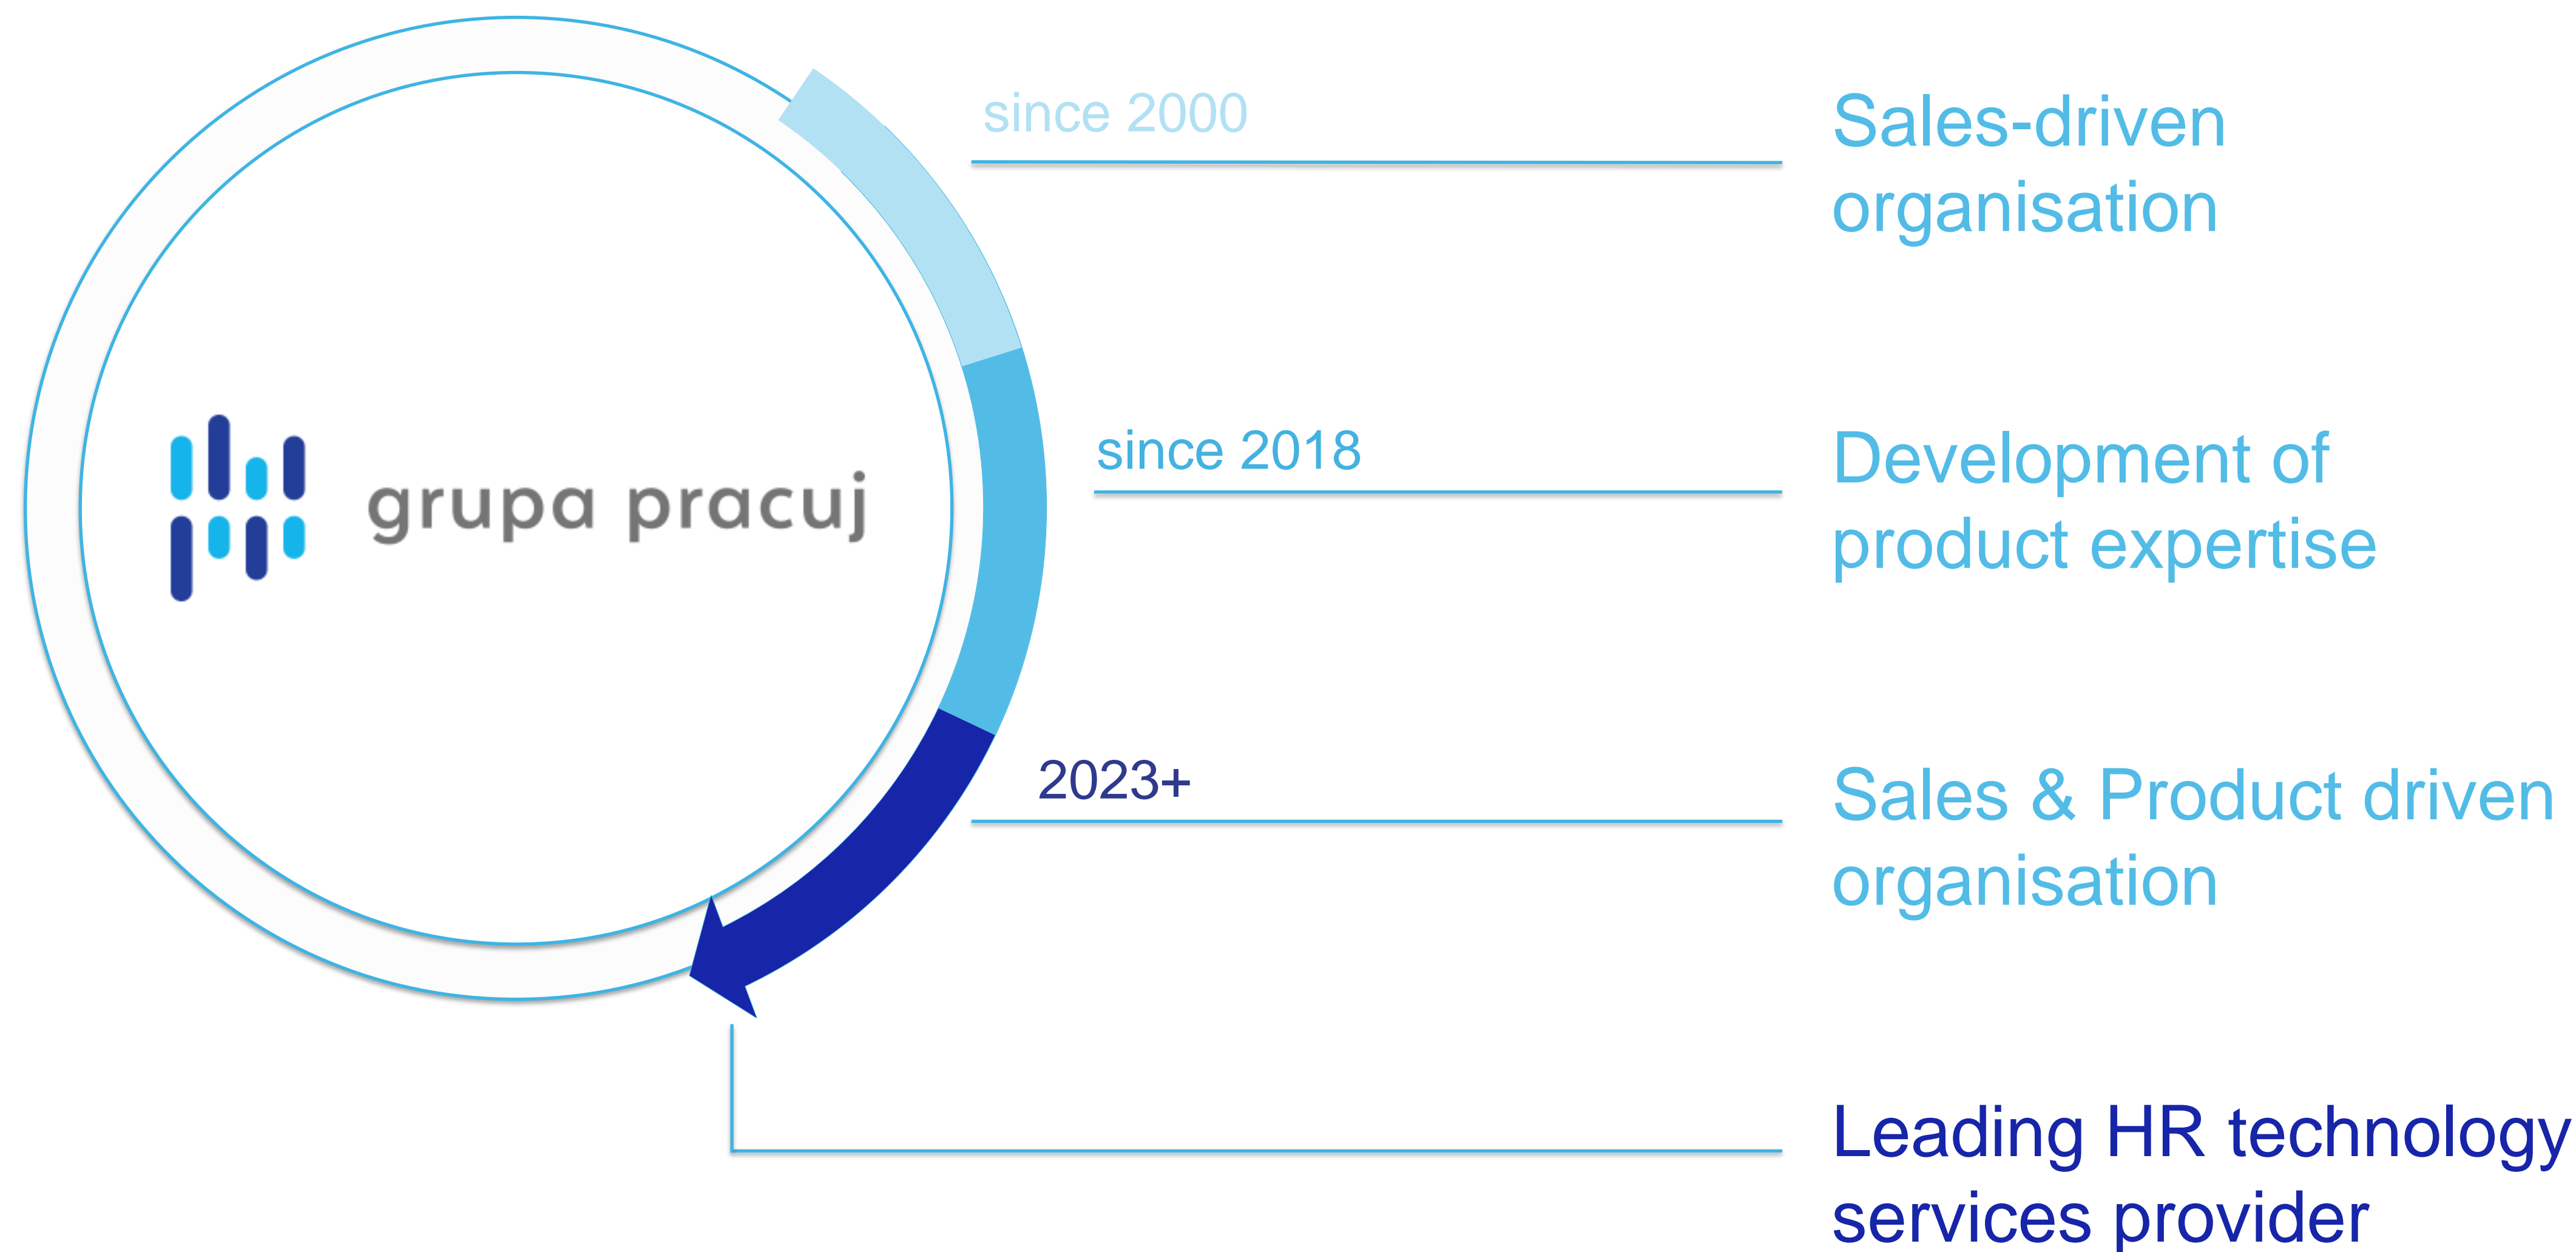 since 2000
Sales-driven
organisation
grupa pracuj
since 2018
Development of
product expertise
2023+
Sales & Product driven
organisation
Leading HR technology
services provider